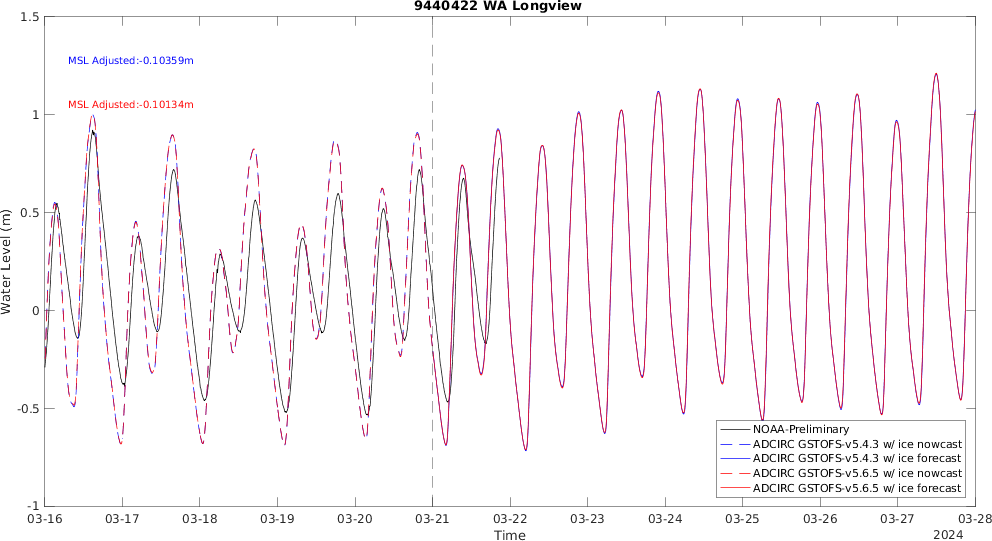 9440422 WA Longview
MSL Adjusted:-0.10359m
MSL Adjusted:-0.10134m
Water Level (m)
1.5
1
0.5
0
-0.5
-1
NOAA-Preliminary
ADCIRC GSTOFS-v5.4.3 w/ ice nowcast
ADCIRC GSTOFS-v5.4.3 w/ ice forecast
ADCIRC GSTOFS-v5.6.5 w/ ice nowcast
ADCIRC GSTOFS-v5.6.5 w/ ice forecast
03-16 03-17 03-18 03-19 03-20 03-21 03-22 03-23 03-24 03-25 03-26 03-27 03-28
Time
2024